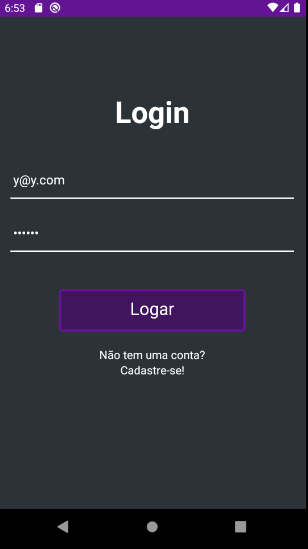 6:53
Login
y@y.com
••••••
Logar
Não tem uma conta?
Cadastre-se!